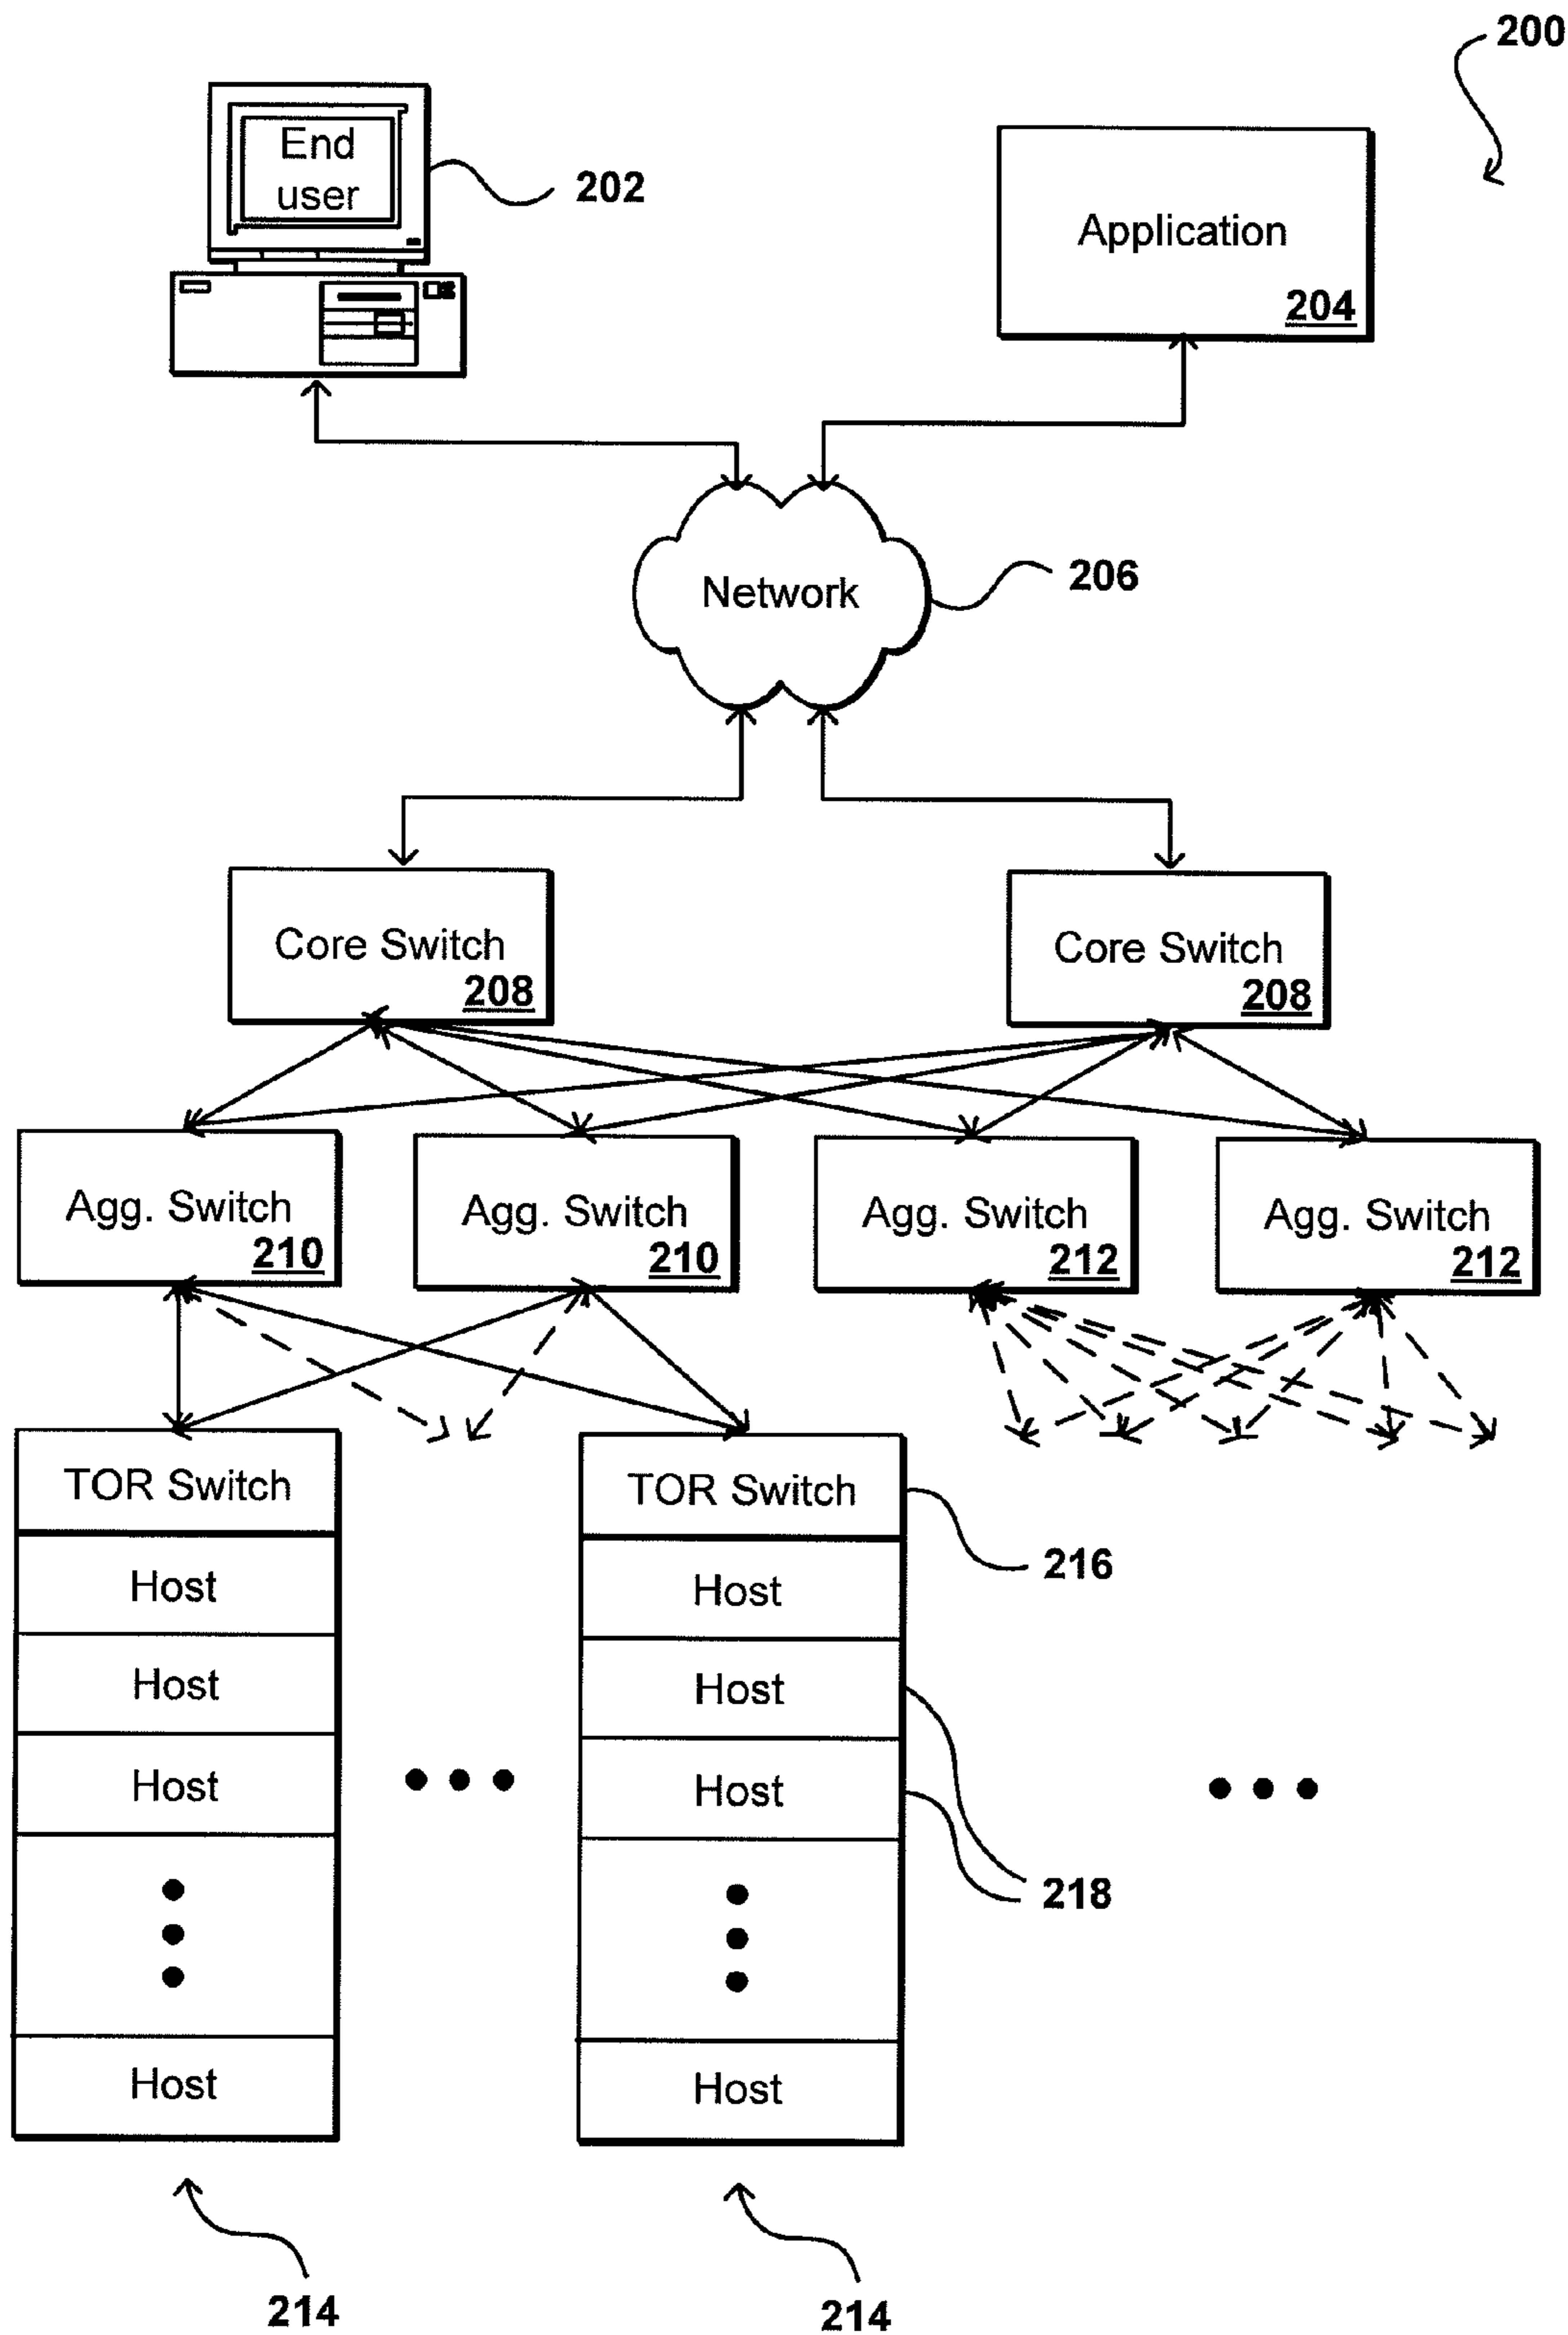 200
End
user
202
Application
204
Network
206
Core Switch
208
Core Switch
208
Agg. Switch
210
Agg. Switch
210
Agg. Switch
212
Agg. Switch
212
TOR Switch
Host
Host
Host
Host
TOR Switch
216
Host
Host
Host
218
Host
214
214